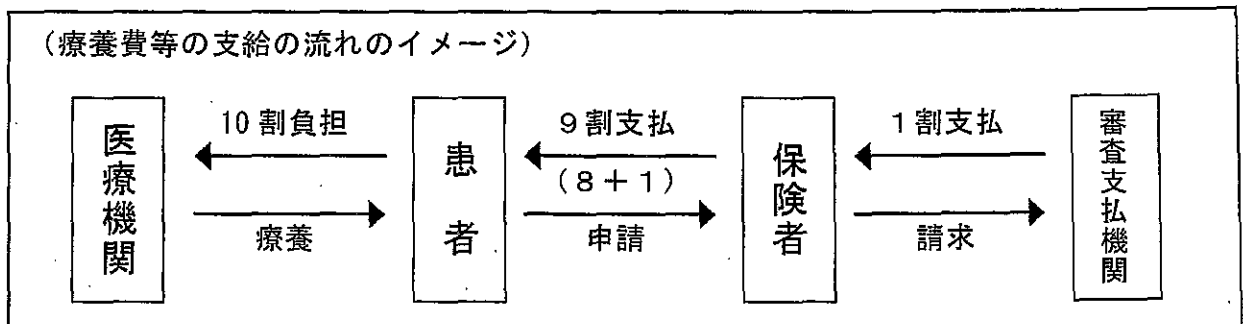 (療養費等の支給の流れのイメージ)
医療機関
10割負担
療養
患者
9割支払
(8+1)
申請
保険者
1割支払
請求
審査支払機関